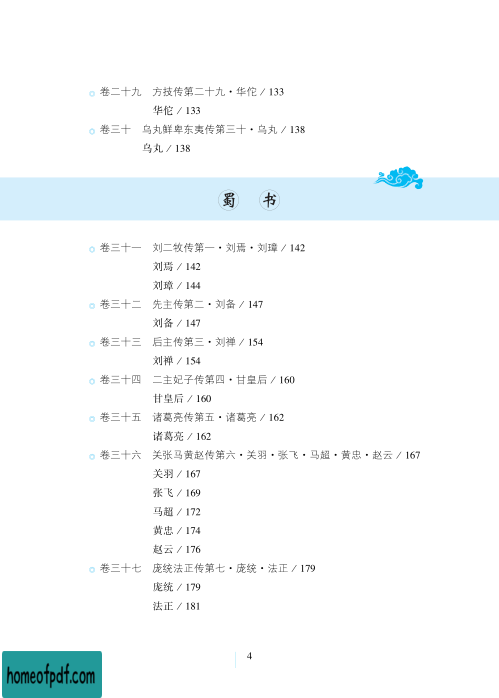 卷二十九 方技传第二十九·华佗 / 133
华佗 / 133
卷三十 乌丸鲜卑东夷传第三十·乌丸 / 138
乌丸 / 138
蜀 书
卷三十一 刘二牧传第一·刘焉·刘璋 / 142
刘焉 / 142
刘璋 / 144
卷三十二 先主传第二·刘备 / 147
刘备 / 147
卷三十三 后主传第三·刘禅 / 154
刘禅 / 154
卷三十四 二主妃子传第四·甘皇后 / 160
甘皇后 / 160
卷三十五 诸葛亮传第五·诸葛亮 / 162
诸葛亮 / 162
卷三十六 关张马黄赵传第六·关羽·张飞·马超·黄忠·赵云 / 167
关羽 / 167
张飞 / 169
马超 / 172
黄忠 / 174
赵云 / 176
卷三十七 庞统法正传第七·庞统·法正 / 179
庞统 / 179
法正 / 181
4
homeofpdf.com